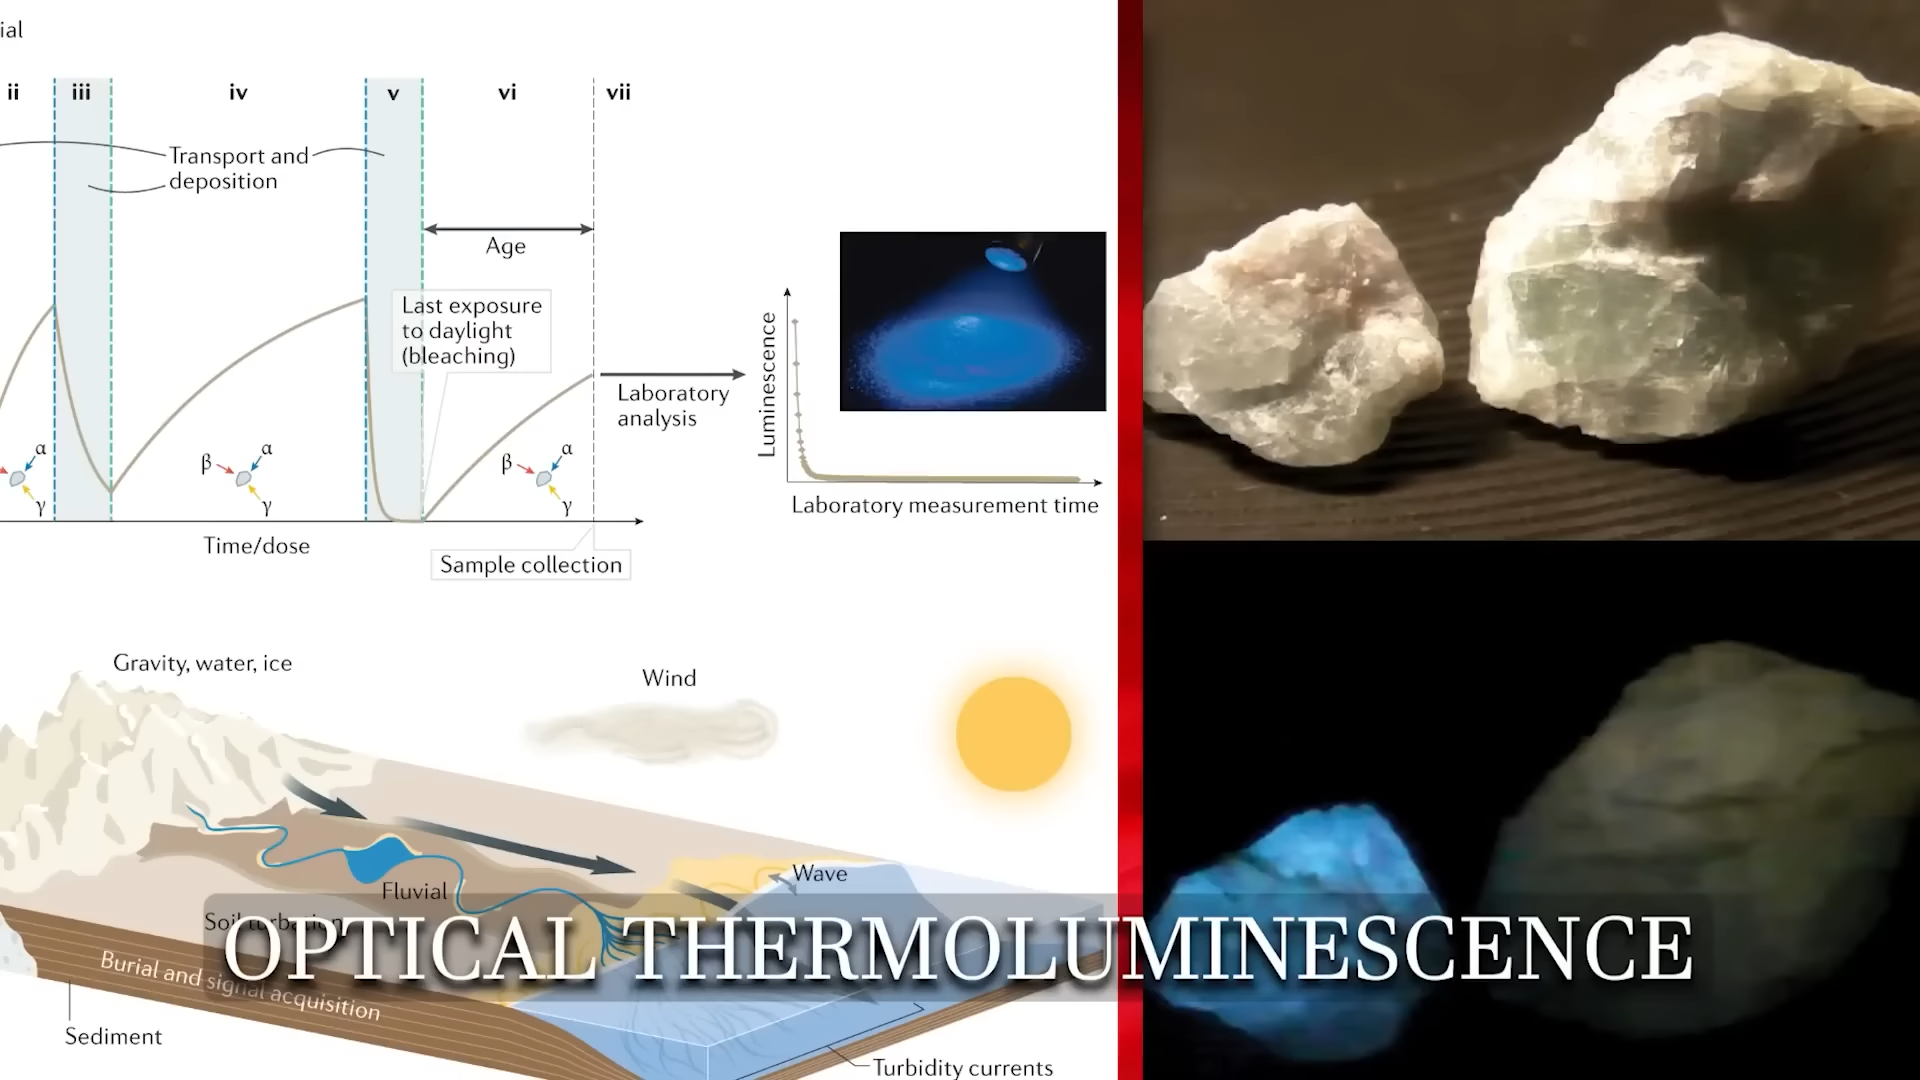 ial
ii
iii
iv
v
vi
vii
Transport and
deposition
Age
Last exposure
to daylight
(bleaching)
Laboratory
analysis
Luminescence
Laboratory measurement time
α
γ
β
α
γ
β
α
γ
Time/dose
Sample collection
Gravity, water, ice
Wind
Wave
Fluvial
Soil turbation
OPTICAL THERMOLUMINESCENCE
Burial and signal acquisition
Sediment
Turbidity currents